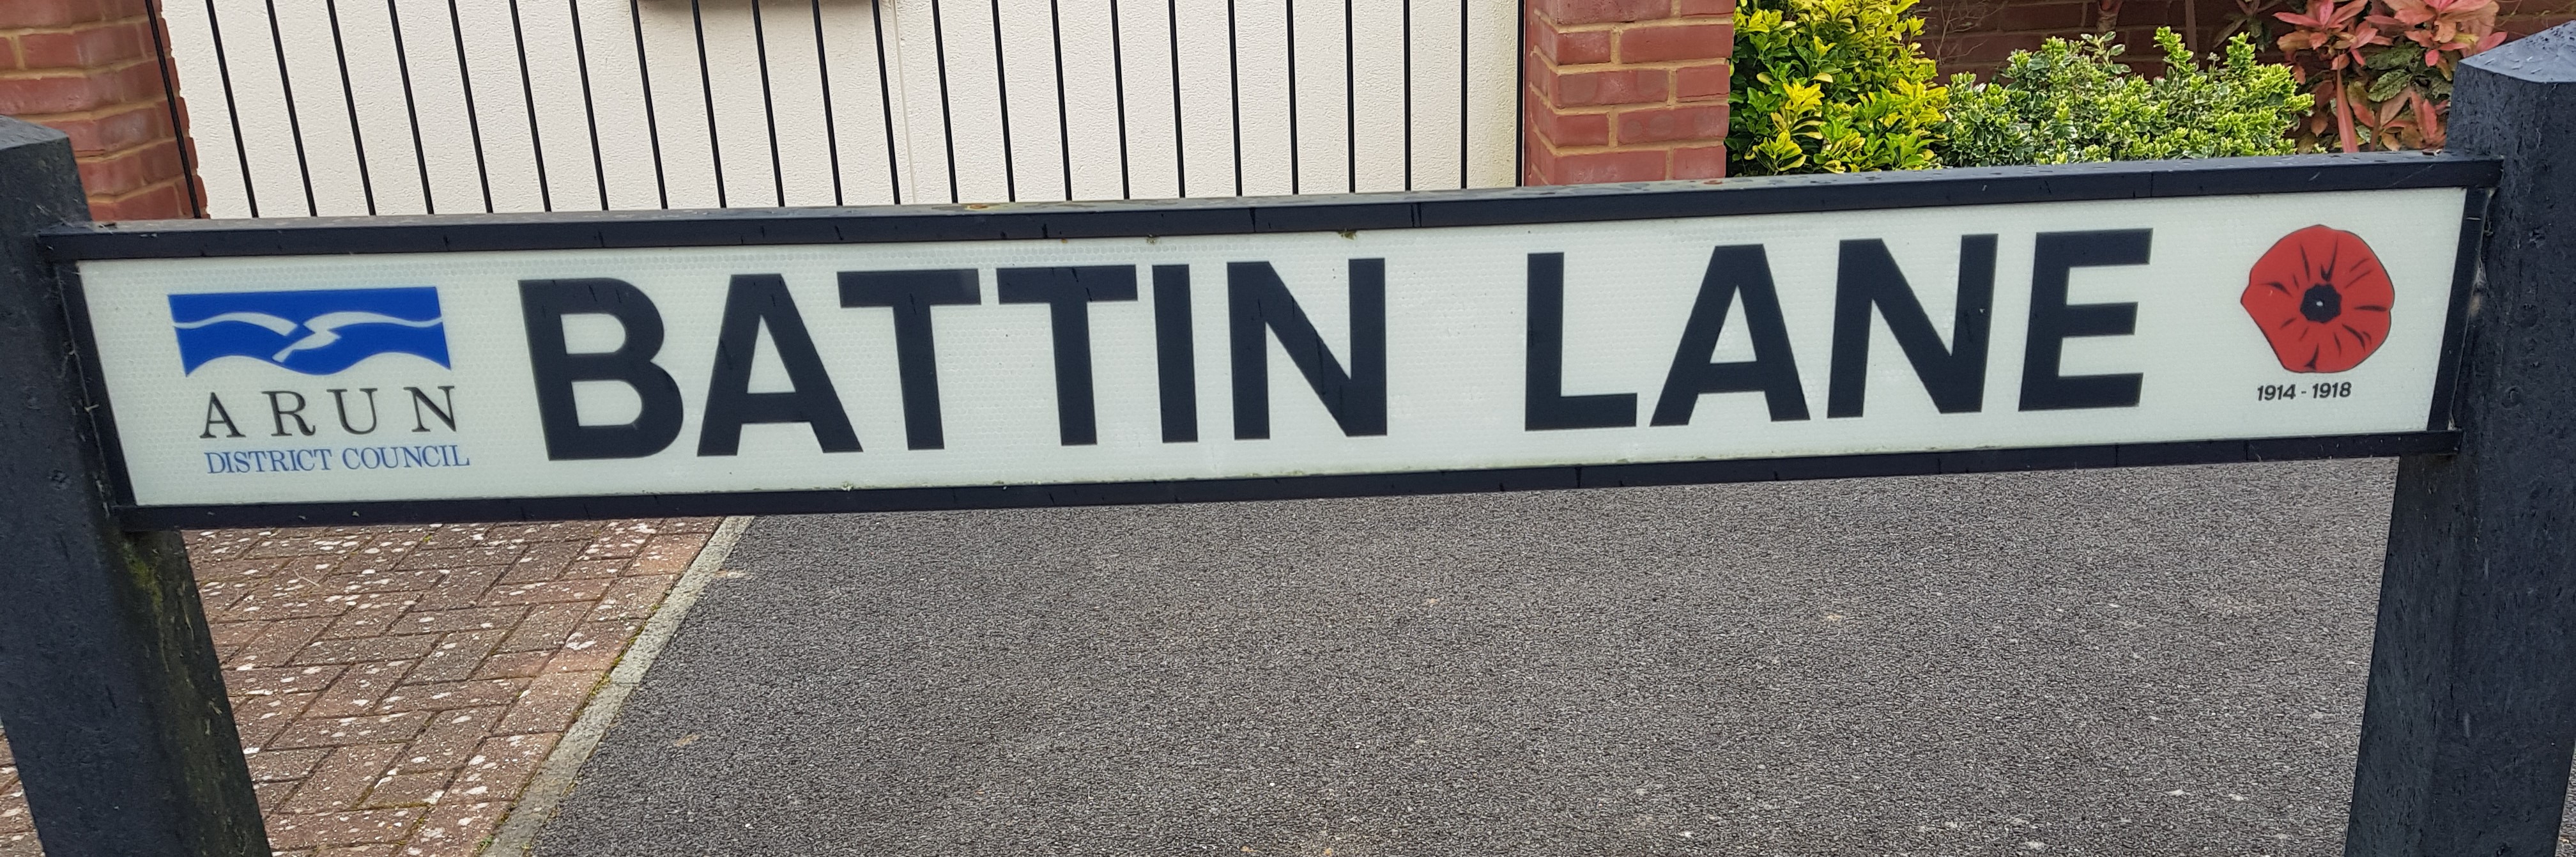 ARUN
DISTRICT COUNCIL
BATTIN LANE
1914 - 1918